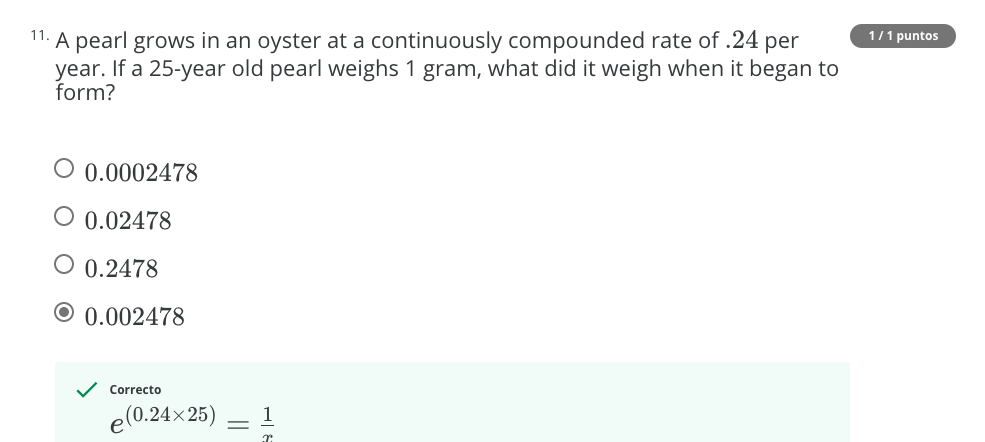 11. A pearl grows in an oyster at a continuously compounded rate of .24 per
1 / 1 puntos
year. If a 25-year old pearl weighs 1 gram, what did it weigh when it began to
form?
0.0002478
0.02478
0.2478
0.002478
Correcto
e^(0.24×25) = 1/x